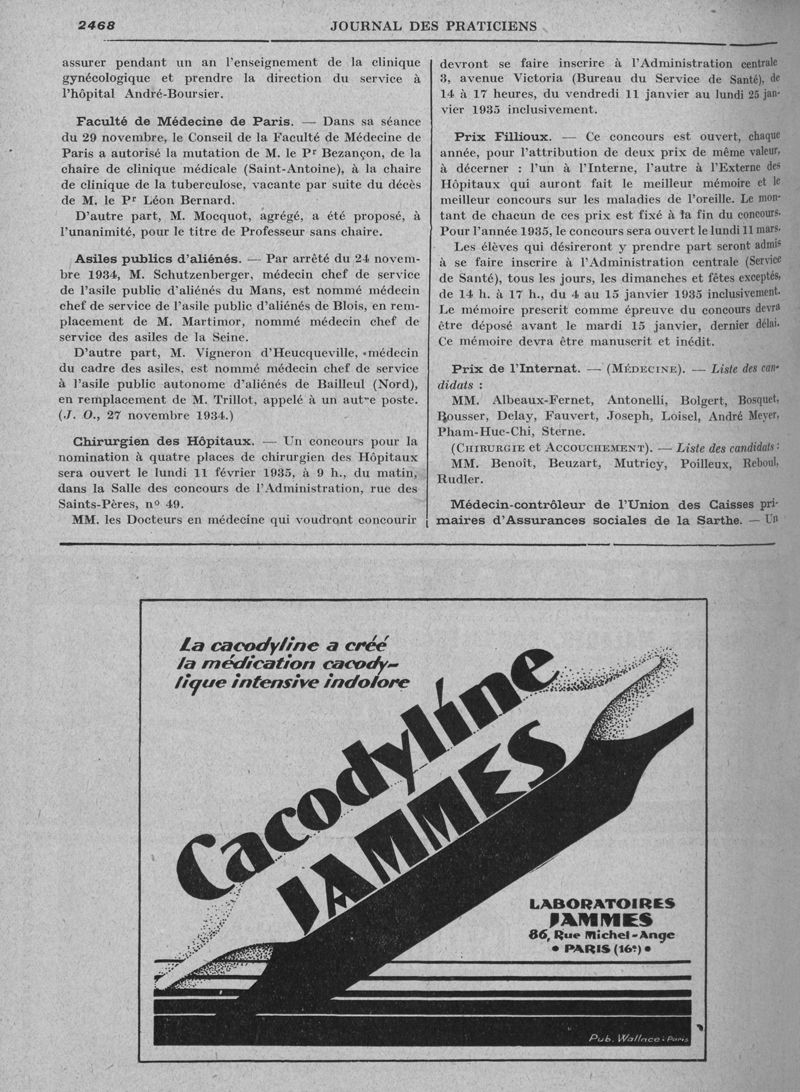 2468
JOURNAL DES PRATICIENS
assurer pendant un an l'enseignement de la clinique
gynécologique et prendre la direction du service à
l'hôpital André-Boursier.
Faculté de Médecine de Paris. — Dans sa séance
du 29 novembre, le Conseil de la Faculté de Médecine de
Paris a autorisé la mutation de M. le Pr Bezançon, de la
chaire de clinique médicale (Saint-Antoine), à la chaire
de clinique de la tuberculose, vacante par suite du décès
de M. le Pr Léon Bernard.
D'autre part, M. Mocquot, agrégé, a été proposé, à
l'unanimité, pour le titre de Professeur sans chaire.
Asiles publics d'aliénés. — Par arrêté du 24 novem-
bre 1934, M. Schutzenberger, médecin chef de service
de l'asile public d'aliénés du Mans, est nommé médecin
chef de service de l'asile public d'aliénés de Blois, en rem-
placement de M. Martimor, nommé médecin chef de
service des asiles de la Seine.
D'autre part, M. Vigneron d'Heucqueville, médecin
du cadre des asiles, est nommé médecin chef de service
à l'asile public autonome d'aliénés de Bailleul (Nord),
en remplacement de M. Trillot, appelé à un autre poste.
(J. O., 27 novembre 1934.)
Chirurgien des Hôpitaux. — Un concours pour la
nomination à quatre places de chirurgien des Hôpitaux
sera ouvert le lundi 11 février 1935, à 9 h., du matin,
dans la Salle des concours de l'Administration, rue des
Saints-Pères, n° 49.
MM. les Docteurs en médecine qui voudront concourir
devront se faire inscrire à l'Administration centrale
3, avenue Victoria (Bureau du Service de Santé), de
14 à 17 heures, du vendredi 11 janvier au lundi 25 jan-
vier 1935 inclusivement.
Prix Fillioux. — Ce concours est ouvert, chaque
année, pour l'attribution de deux prix de même valeur,
à décerner : l'un à l'Interne, l'autre à l'Externe des
Hôpitaux qui auront fait le meilleur mémoire et le
meilleur concours sur les maladies de l'oreille. Le mon-
tant de chacun de ces prix est fixé à la fin du concours.
Pour l'année 1935, le concours sera ouvert le lundi 11 mars.
Les élèves qui désireront y prendre part seront admis
à se faire inscrire à l'Administration centrale (Service
de Santé), tous les jours, les dimanches et fêtes exceptés,
de 14 h. à 17 h., du 4 au 15 janvier 1935 inclusivement.
Le mémoire prescrit comme épreuve du concours devra
être déposé avant le mardi 15 janvier, dernier délai.
Ce mémoire devra être manuscrit et inédit.
Prix de l'Internat. — (MÉDECINE). — Liste des can-
didats :
MM. Albeaux-Fernet, Antonelli, Bolgert, Bosquet,
Bousser, Delay, Fauvert, Joseph, Loisel, André Meyer,
Pham-Huc-Chi, Sterne.
(CHIRURGIE et ACCOUCHEMENT). — Liste des candidats :
MM. Benoît, Beuzart, Mutricy, Poilleux, Reboul,
Rudler.
Médecin-contrôleur de l'Union des Caisses pri-
maires d'Assurances sociales de la Sarthe. — Un
La cacodyline a créé
la médication cacody-
lique intensive indolore
Cacodyline
JAMMES
LABORATOIRES
JAMMES
86, Rue Michel-Ange
• PARIS (16e) •
Pub. Wallace - Paris